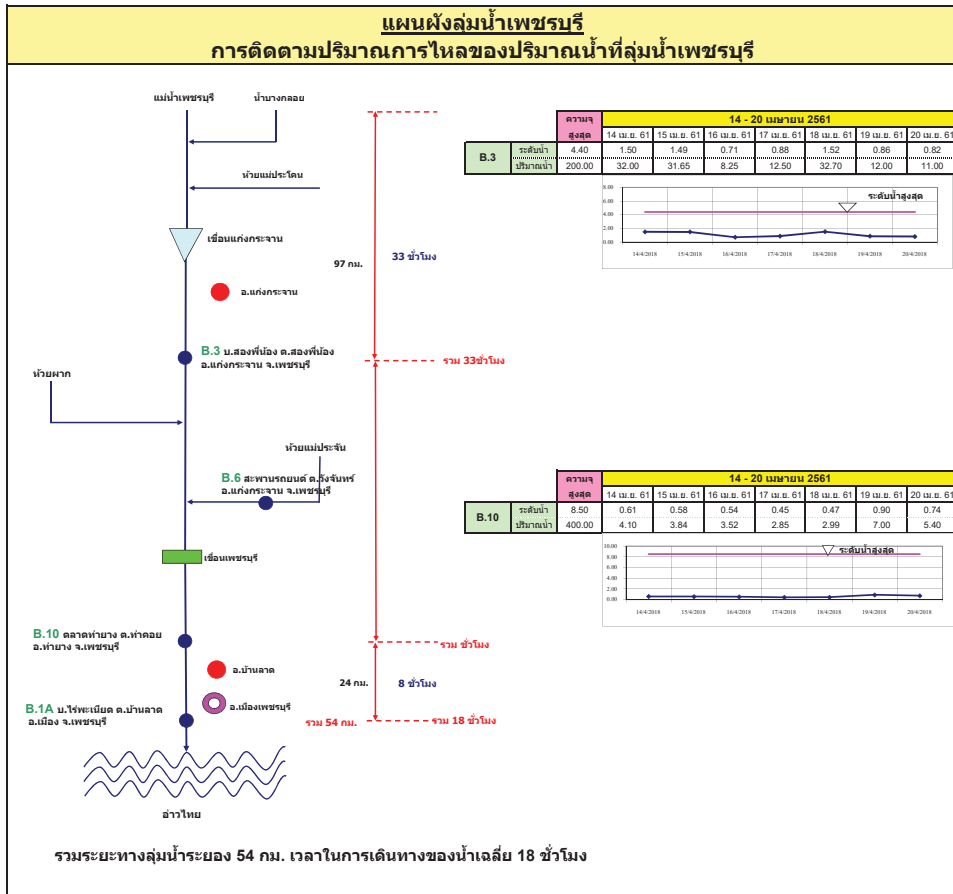 แผนผังลุ่มน้ำเพชรบุรี
การติดตามปริมาณการไหลของปริมาณน้ำที่ลุ่มน้ำเพชรบุรี
แม่น้ำเพชรบุรี
น้ำบางกลอย
ห้วยแม่ประโดน
เขื่อนแก่งกระจาน
97 กม.
33 ชั่วโมง
อ.แก่งกระจาน
B.3 บ.สองพี่น้อง ต.สองพี่น้อง
อ.แก่งกระจาน จ.เพชรบุรี
รวม 33ชั่วโมง
ห้วยผาก
ห้วยแม่ประจัน
B.6 สะพานรถยนต์ ต.วังจันทร์
อ.แก่งกระจาน จ.เพชรบุรี
เขื่อนเพชรบุรี
B.10 ตลาดท่ายาง ต.ท่าคอย
อ.ท่ายาง จ.เพชรบุรี
รวม ชั่วโมง
อ.บ้านลาด
24 กม.
8 ชั่วโมง
อ.เมืองเพชรบุรี
B.1A บ.ไร่พะเนียด ต.บ้านลาด
อ.เมือง จ.เพชรบุรี
รวม 54 กม.
รวม 18 ชั่วโมง
อ่าวไทย
รวมระยะทางลุ่มน้ำระยอง 54 กม. เวลาในการเดินทางของน้ำเฉลี่ย 18 ชั่วโมง
ความจุ 14 - 20 เมษายน 2561
สูงสุด 14 เม.ย. 61 15 เม.ย. 61 16 เม.ย. 61 17 เม.ย. 61 18 เม.ย. 61 19 เม.ย. 61 20 เม.ย. 61
B.3
ระดับน้ำ 4.40 1.50 1.49 0.71 0.88 1.52 0.86 0.82
ปริมาณน้ำ 200.00 32.00 31.65 8.25 12.50 32.70 12.00 11.00
ระดับน้ำสูงสุด
8.00
6.00
4.00
2.00
0.00
14/4/2018 15/4/2018 16/4/2018 17/4/2018 18/4/2018 19/4/2018 20/4/2018
ความจุ 14 - 20 เมษายน 2561
สูงสุด 14 เม.ย. 61 15 เม.ย. 61 16 เม.ย. 61 17 เม.ย. 61 18 เม.ย. 61 19 เม.ย. 61 20 เม.ย. 61
B.10
ระดับน้ำ 8.50 0.61 0.58 0.54 0.45 0.47 0.90 0.74
ปริมาณน้ำ 400.00 4.10 3.84 3.52 2.85 2.99 7.00 5.40
ระดับน้ำสูงสุด
10.00
8.00
6.00
4.00
2.00
0.00
14/4/2018 15/4/2018 16/4/2018 17/4/2018 18/4/2018 19/4/2018 20/4/2018